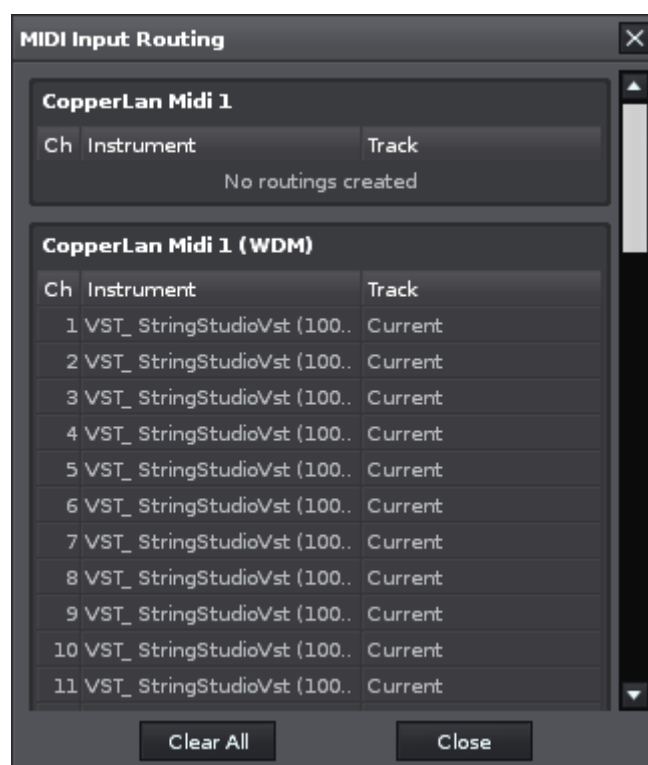 MIDI Input Routing
CopperLan Midi 1
Ch Instrument Track
No routings created
CopperLan Midi 1 (WDM)
Ch Instrument Track
1 VST_ StringStudioVst (100.. Current
2 VST_ StringStudioVst (100.. Current
3 VST_ StringStudioVst (100.. Current
4 VST_ StringStudioVst (100.. Current
5 VST_ StringStudioVst (100.. Current
6 VST_ StringStudioVst (100.. Current
7 VST_ StringStudioVst (100.. Current
8 VST_ StringStudioVst (100.. Current
9 VST_ StringStudioVst (100.. Current
10 VST_ StringStudioVst (100.. Current
11 VST_ StringStudioVst (100.. Current
Clear All Close